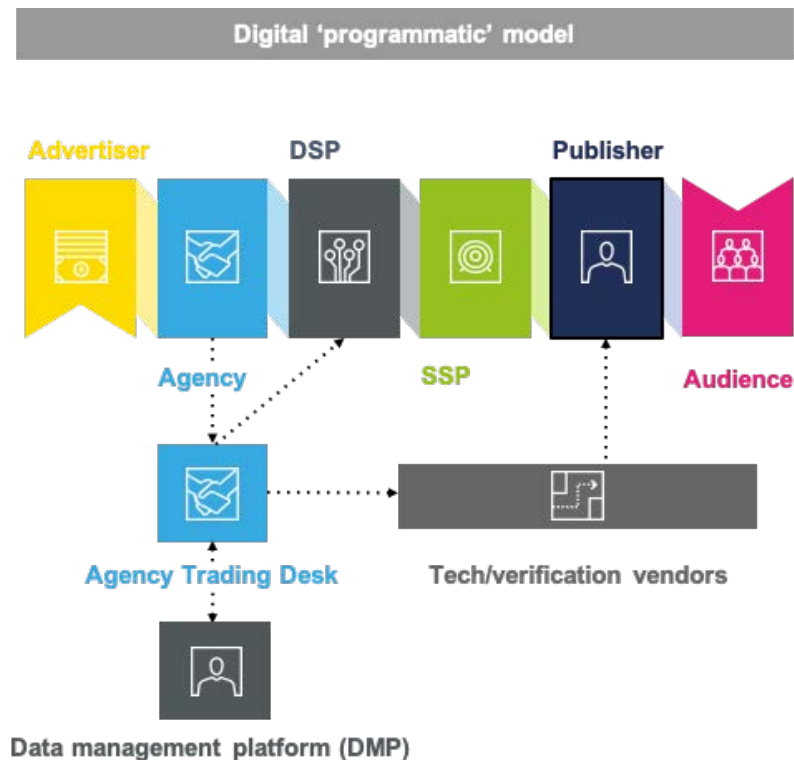 Digital ‘programmatic’ model
Advertiser
DSP
Publisher
Agency
SSP
Audience
Agency Trading Desk
Tech/verification vendors
Data management platform (DMP)